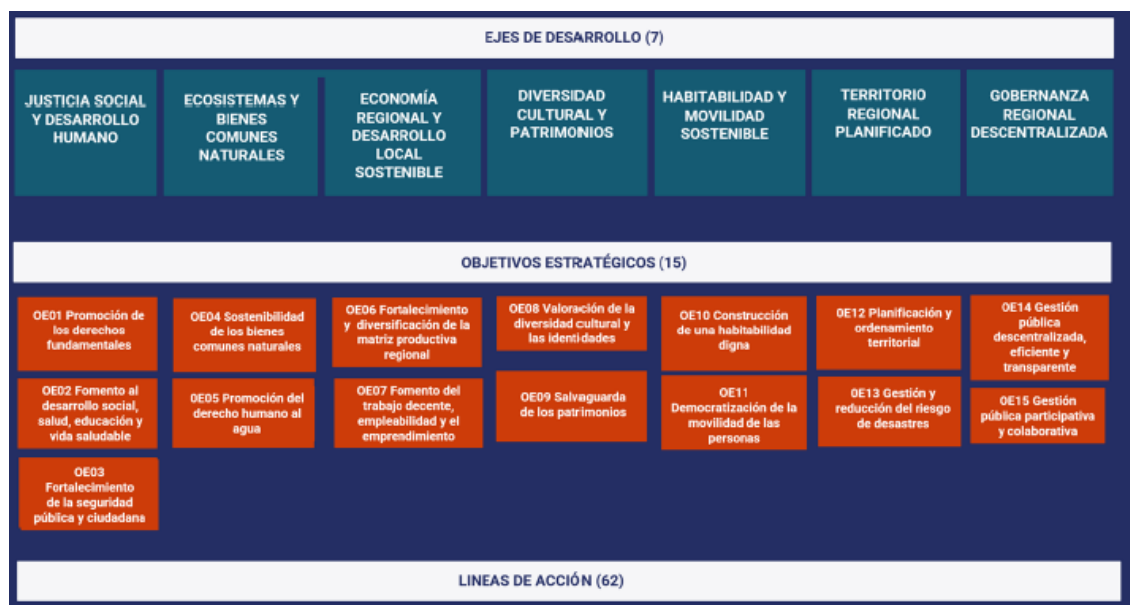 EJES DE DESARROLLO (7)
JUSTICIA SOCIAL
Y DESARROLLO
HUMANO
ECOSISTEMAS Y
BIENES
COMUNES
NATURALES
ECONOMÍA
REGIONAL Y
DESARROLLO
LOCAL
SOSTENIBLE
DIVERSIDAD
CULTURAL Y
PATRIMONIOS
HABITABILIDAD Y
MOVILIDAD
SOSTENIBLE
TERRITORIO
REGIONAL
PLANIFICADO
GOBERNANZA
REGIONAL
DESCENTRALIZADA
OBJETIVOS ESTRATÉGICOS (15)
OE01 Promoción de
los derechos
fundamentales
OE04 Sostenibilidad
de los bienes
comunes naturales
OE06 Fortalecimiento
y diversificación de la
matriz productiva
regional
OE08 Valoración de la
diversidad cultural y
las identidades
OE10 Construcción
de una habitabilidad
digna
OE12 Planificación y
ordenamiento
territorial
OE14 Gestión
pública
descentralizada,
eficiente y
transparente
OE02 Fomento al
desarrollo social,
salud, educación y
vida saludable
OE05 Promoción del
derecho humano al
agua
OE07 Fomento del
trabajo decente,
empleabilidad y el
emprendimiento
OE09 Salvaguarda
de los patrimonios
OE11
Democratización de la
movilidad de las
personas
OE13 Gestión y
reducción del riesgo
de desastres
OE15 Gestión
pública participativa
y colaborativa
OE03
Fortalecimiento
de la seguridad
pública y ciudadana
LINEAS DE ACCIÓN (62)